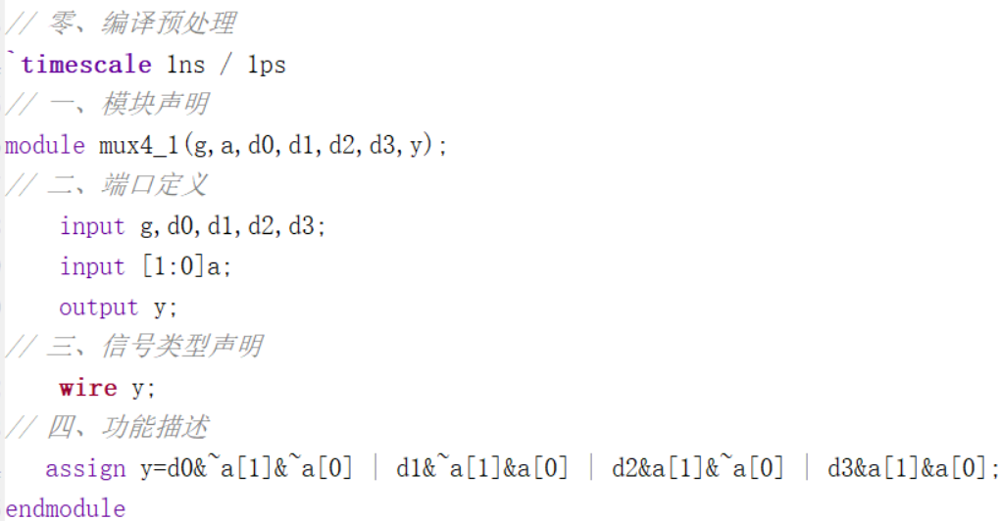 // 零、编译预处理
`timescale 1ns / 1ps
// 一、模块声明
module mux4_1(g,a,d0,d1,d2,d3,y);
// 二、端口定义
input g,d0,d1,d2,d3;
input [1:0]a;
output y;
// 三、信号类型声明
wire y;
// 四、功能描述
assign y=d0&~a[1]&~a[0] | d1&~a[1]&a[0] | d2&a[1]&~a[0] | d3&a[1]&a[0];
endmodule